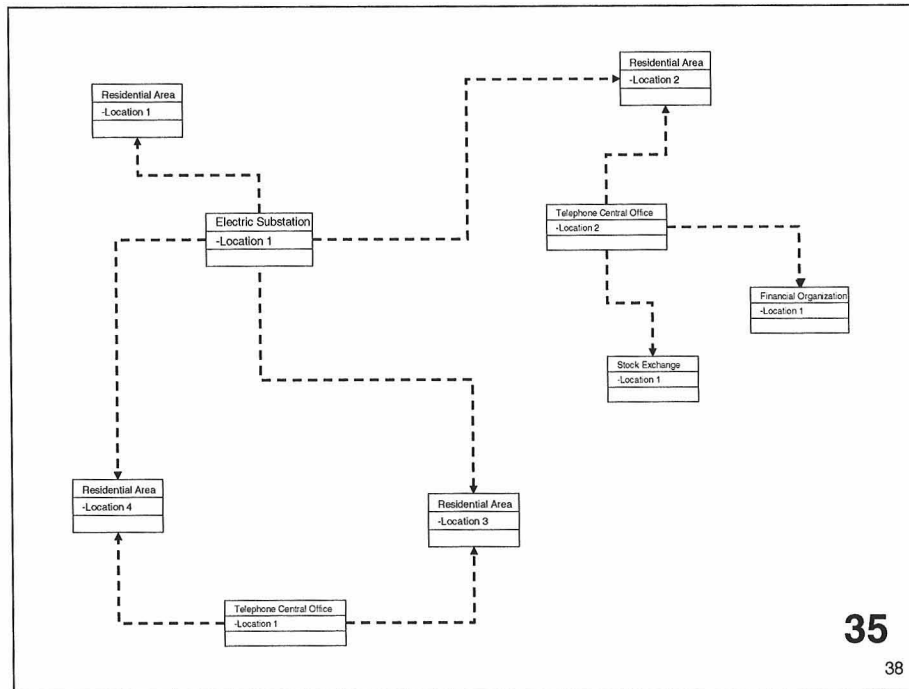 Residential Area
-Location 1
Residential Area
-Location 2
Electric Substation
-Location 1
Telephone Central Office
-Location 2
Financial Organization
-Location 1
Stock Exchange
-Location 1
Residential Area
-Location 4
Residential Area
-Location 3
Telephone Central Office
-Location 1
35
38